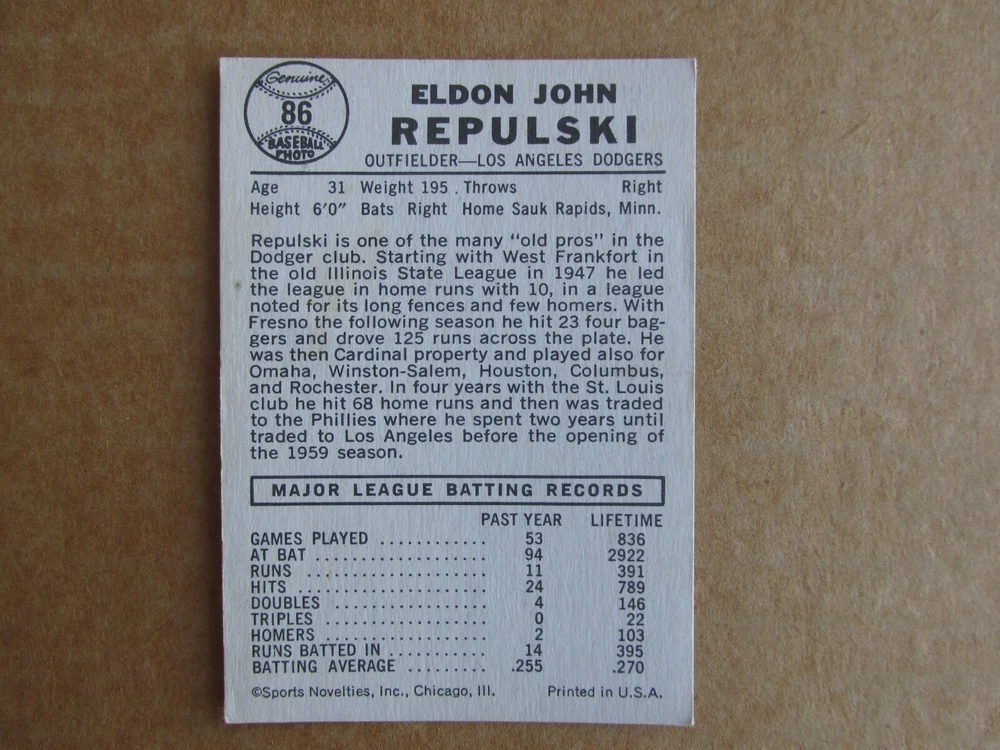 Genuine
86
BASEBALL
PHOTO
ELDON JOHN
REPULSKI
OUTFIELDER—LOS ANGELES DODGERS
Age 31 Weight 195 . Throws Right
Height 6'0" Bats Right Home Sauk Rapids, Minn.
Repulski is one of the many "old pros" in the
Dodger club. Starting with West Frankfort in
the old Illinois State League in 1947 he led
the league in home runs with 10, in a league
noted for its long fences and few homers. With
Fresno the following season he hit 23 four bag-
gers and drove 125 runs across the plate. He
was then Cardinal property and played also for
Omaha, Winston-Salem, Houston, Columbus,
and Rochester. In four years with the St. Louis
club he hit 68 home runs and then was traded
to the Phillies where he spent two years until
traded to Los Angeles before the opening of
the 1959 season.
MAJOR LEAGUE BATTING RECORDS
PAST YEAR LIFETIME
GAMES PLAYED ............ 53 836
AT BAT .................... 94 2922
RUNS ..................... 11 391
HITS ...................... 24 789
DOUBLES .................. 4 146
TRIPLES ................... 0 22
HOMERS ................... 2 103
RUNS BATTED IN ........... 14 395
BATTING AVERAGE ......... .255 .270
©Sports Novelties, Inc., Chicago, Ill. Printed in U.S.A.